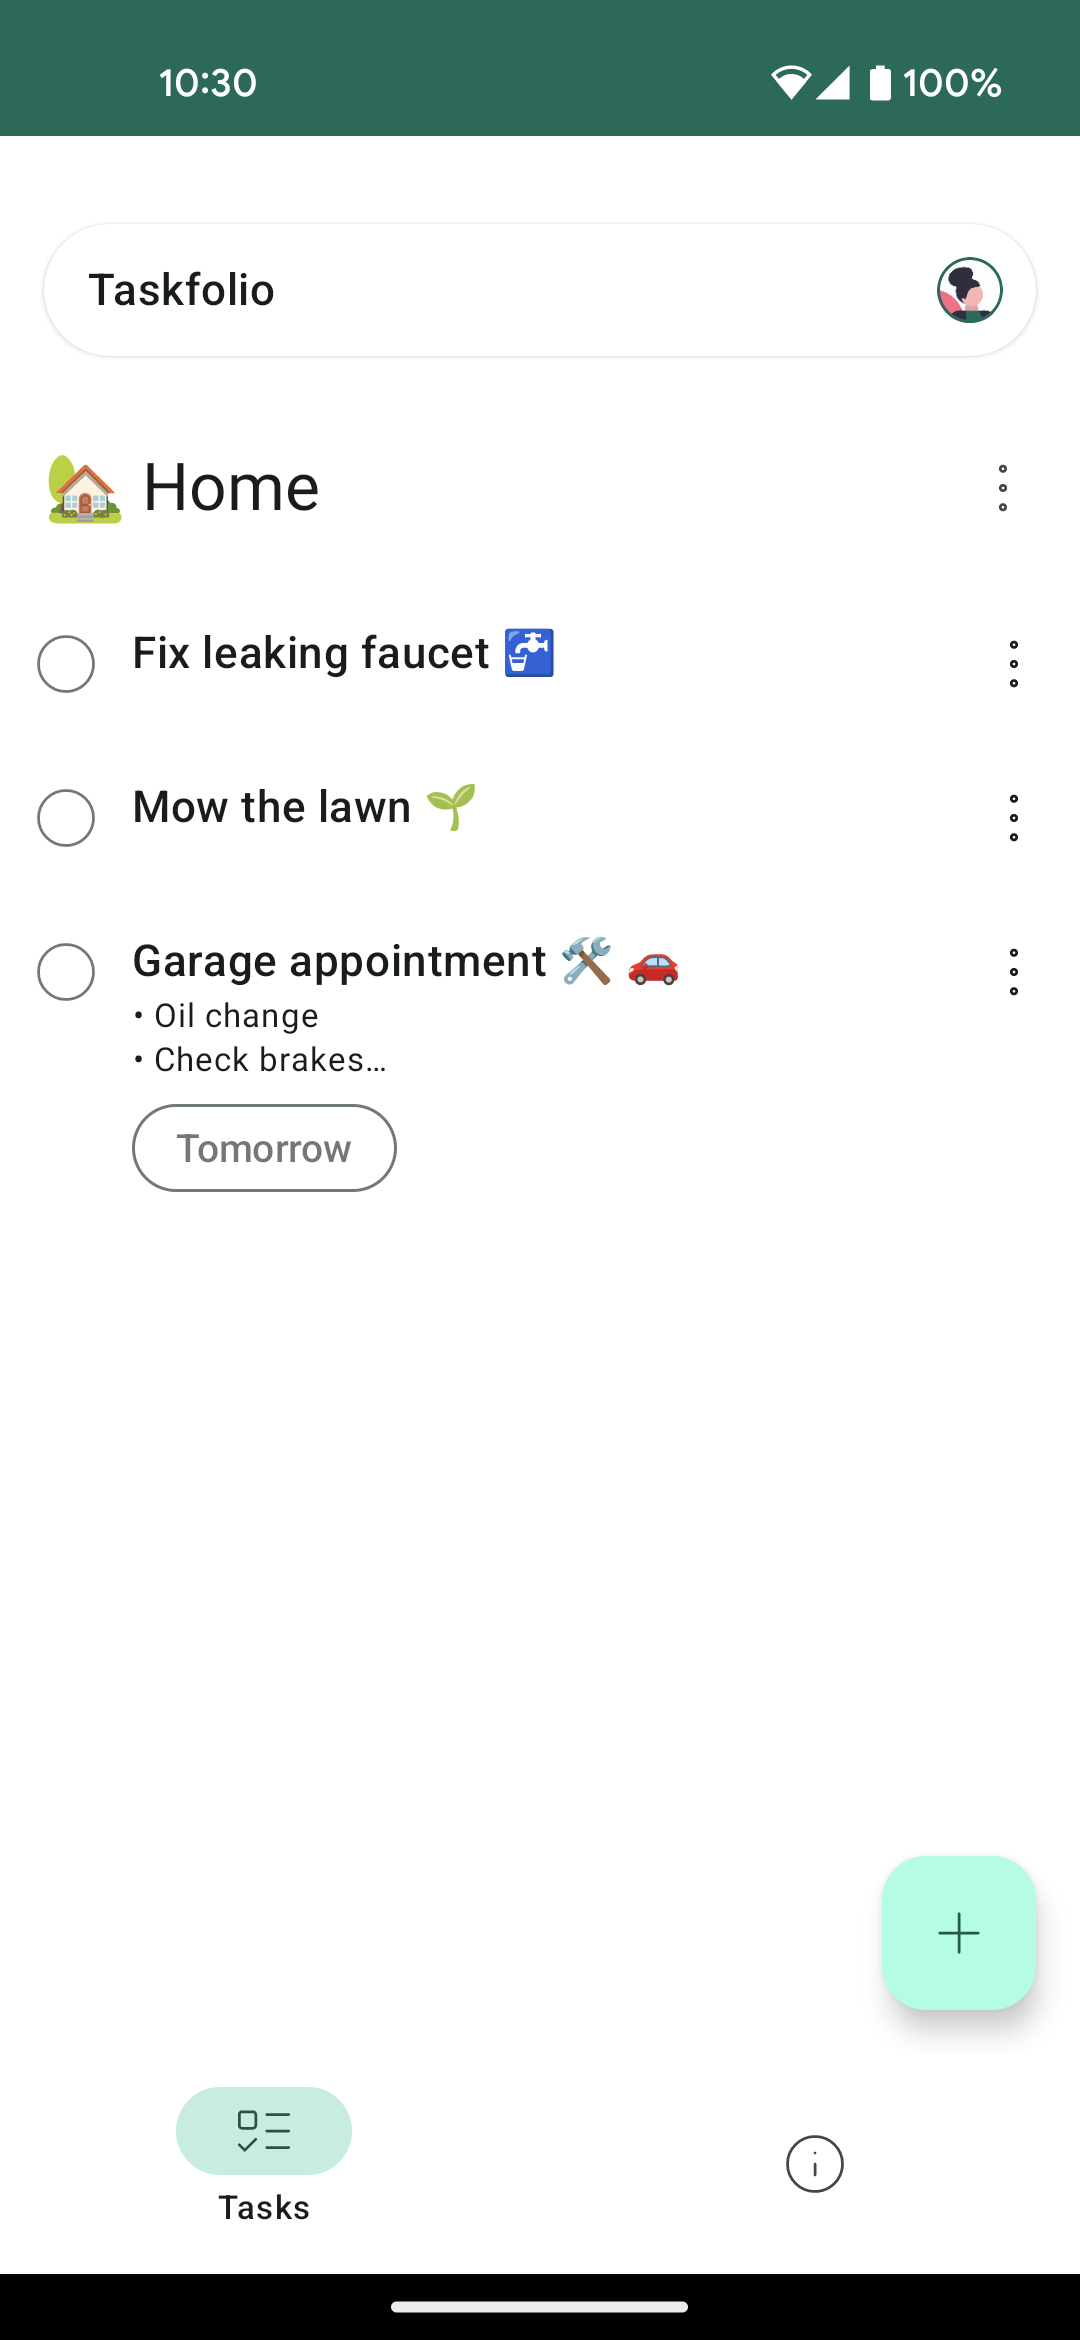 10:30 100%
Taskfolio
🏡 Home
Fix leaking faucet 🚰
Mow the lawn 🌱
Garage appointment 🛠️ 🚗
• Oil change
• Check brakes…
Tomorrow
Tasks